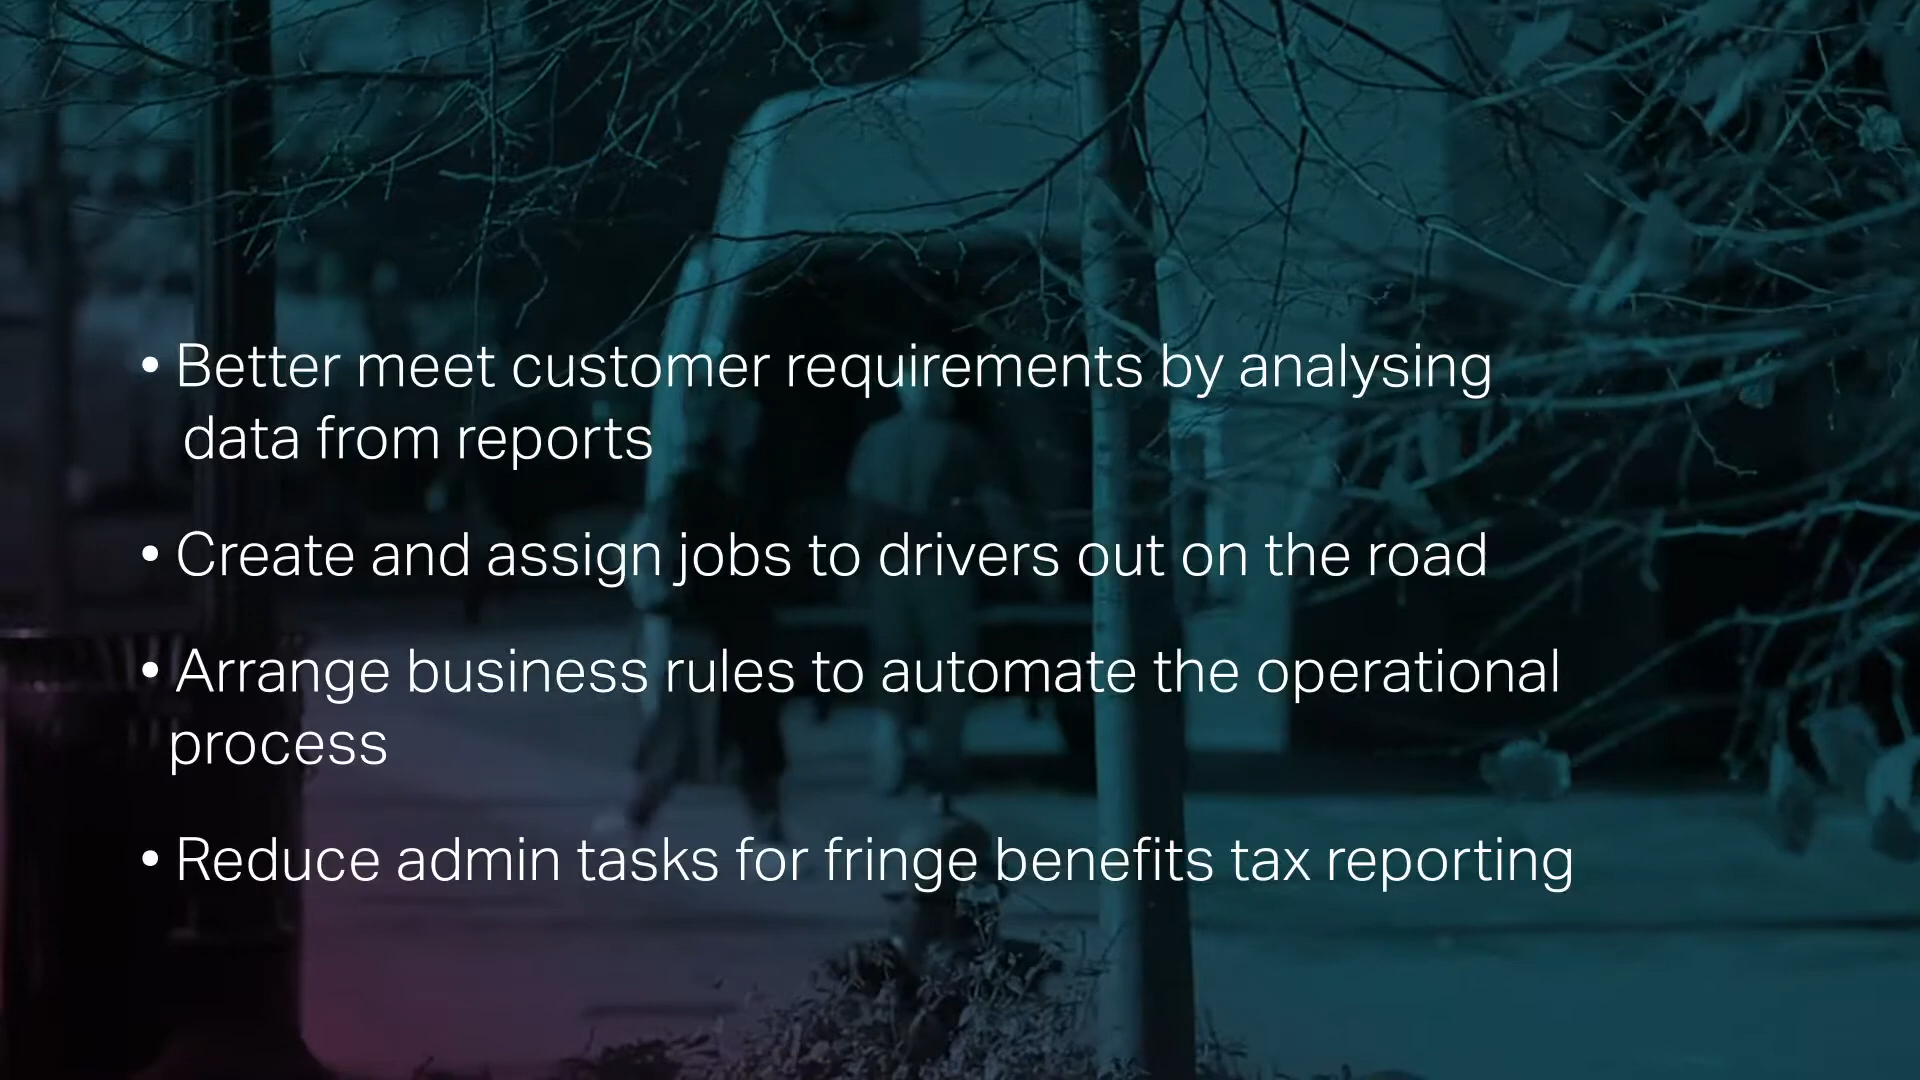 • Better meet customer requirements by analysing
data from reports
• Create and assign jobs to drivers out on the road
• Arrange business rules to automate the operational
process
• Reduce admin tasks for fringe benefits tax reporting